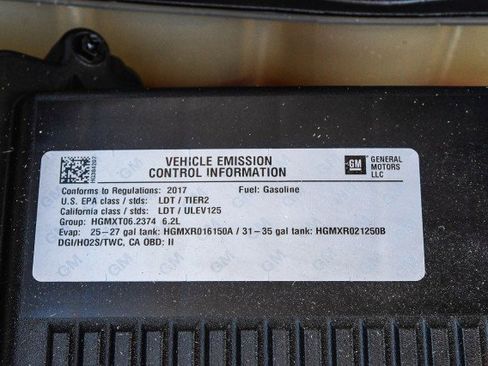 VEHICLE EMISSION
CONTROL INFORMATION
GM
GENERAL
MOTORS
LLC
Conforms to Regulations: 2017 Fuel: Gasoline
U.S. EPA class / stds: LDT / TIER2
California class / stds: LDT / ULEV125
Group: HGMXT06.2374 6.2L
Evap: 25-27 gal tank: HGMXR016150A / 31-35 gal tank: HGMXR021250B
DGI/HO2S/TWC, CA OBD: II